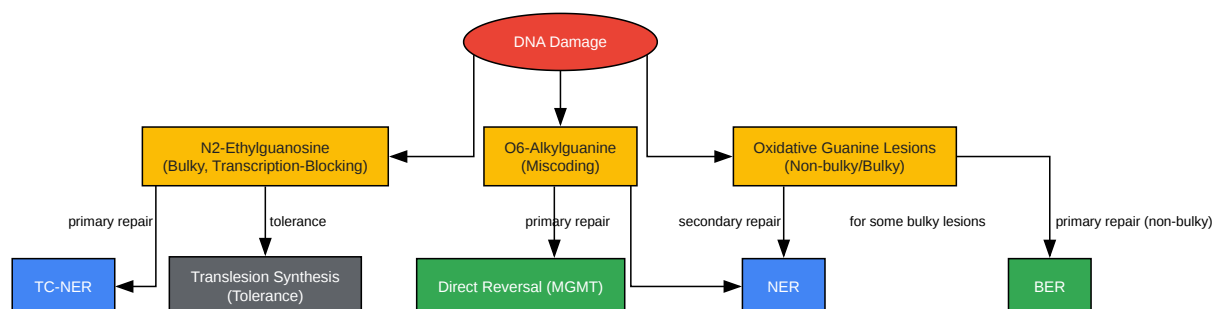 DNA Damage
N2-Ethylguanosine
(Bulky, Transcription-Blocking)
O6-Alkylguanine
(Miscoding)
Oxidative Guanine Lesions
(Non-bulky/Bulky)
primary repair
tolerance
primary repair
secondary repair
for some bulky lesions
primary repair (non-bulky)
TC-NER
Translesion Synthesis
(Tolerance)
Direct Reversal (MGMT)
NER
BER